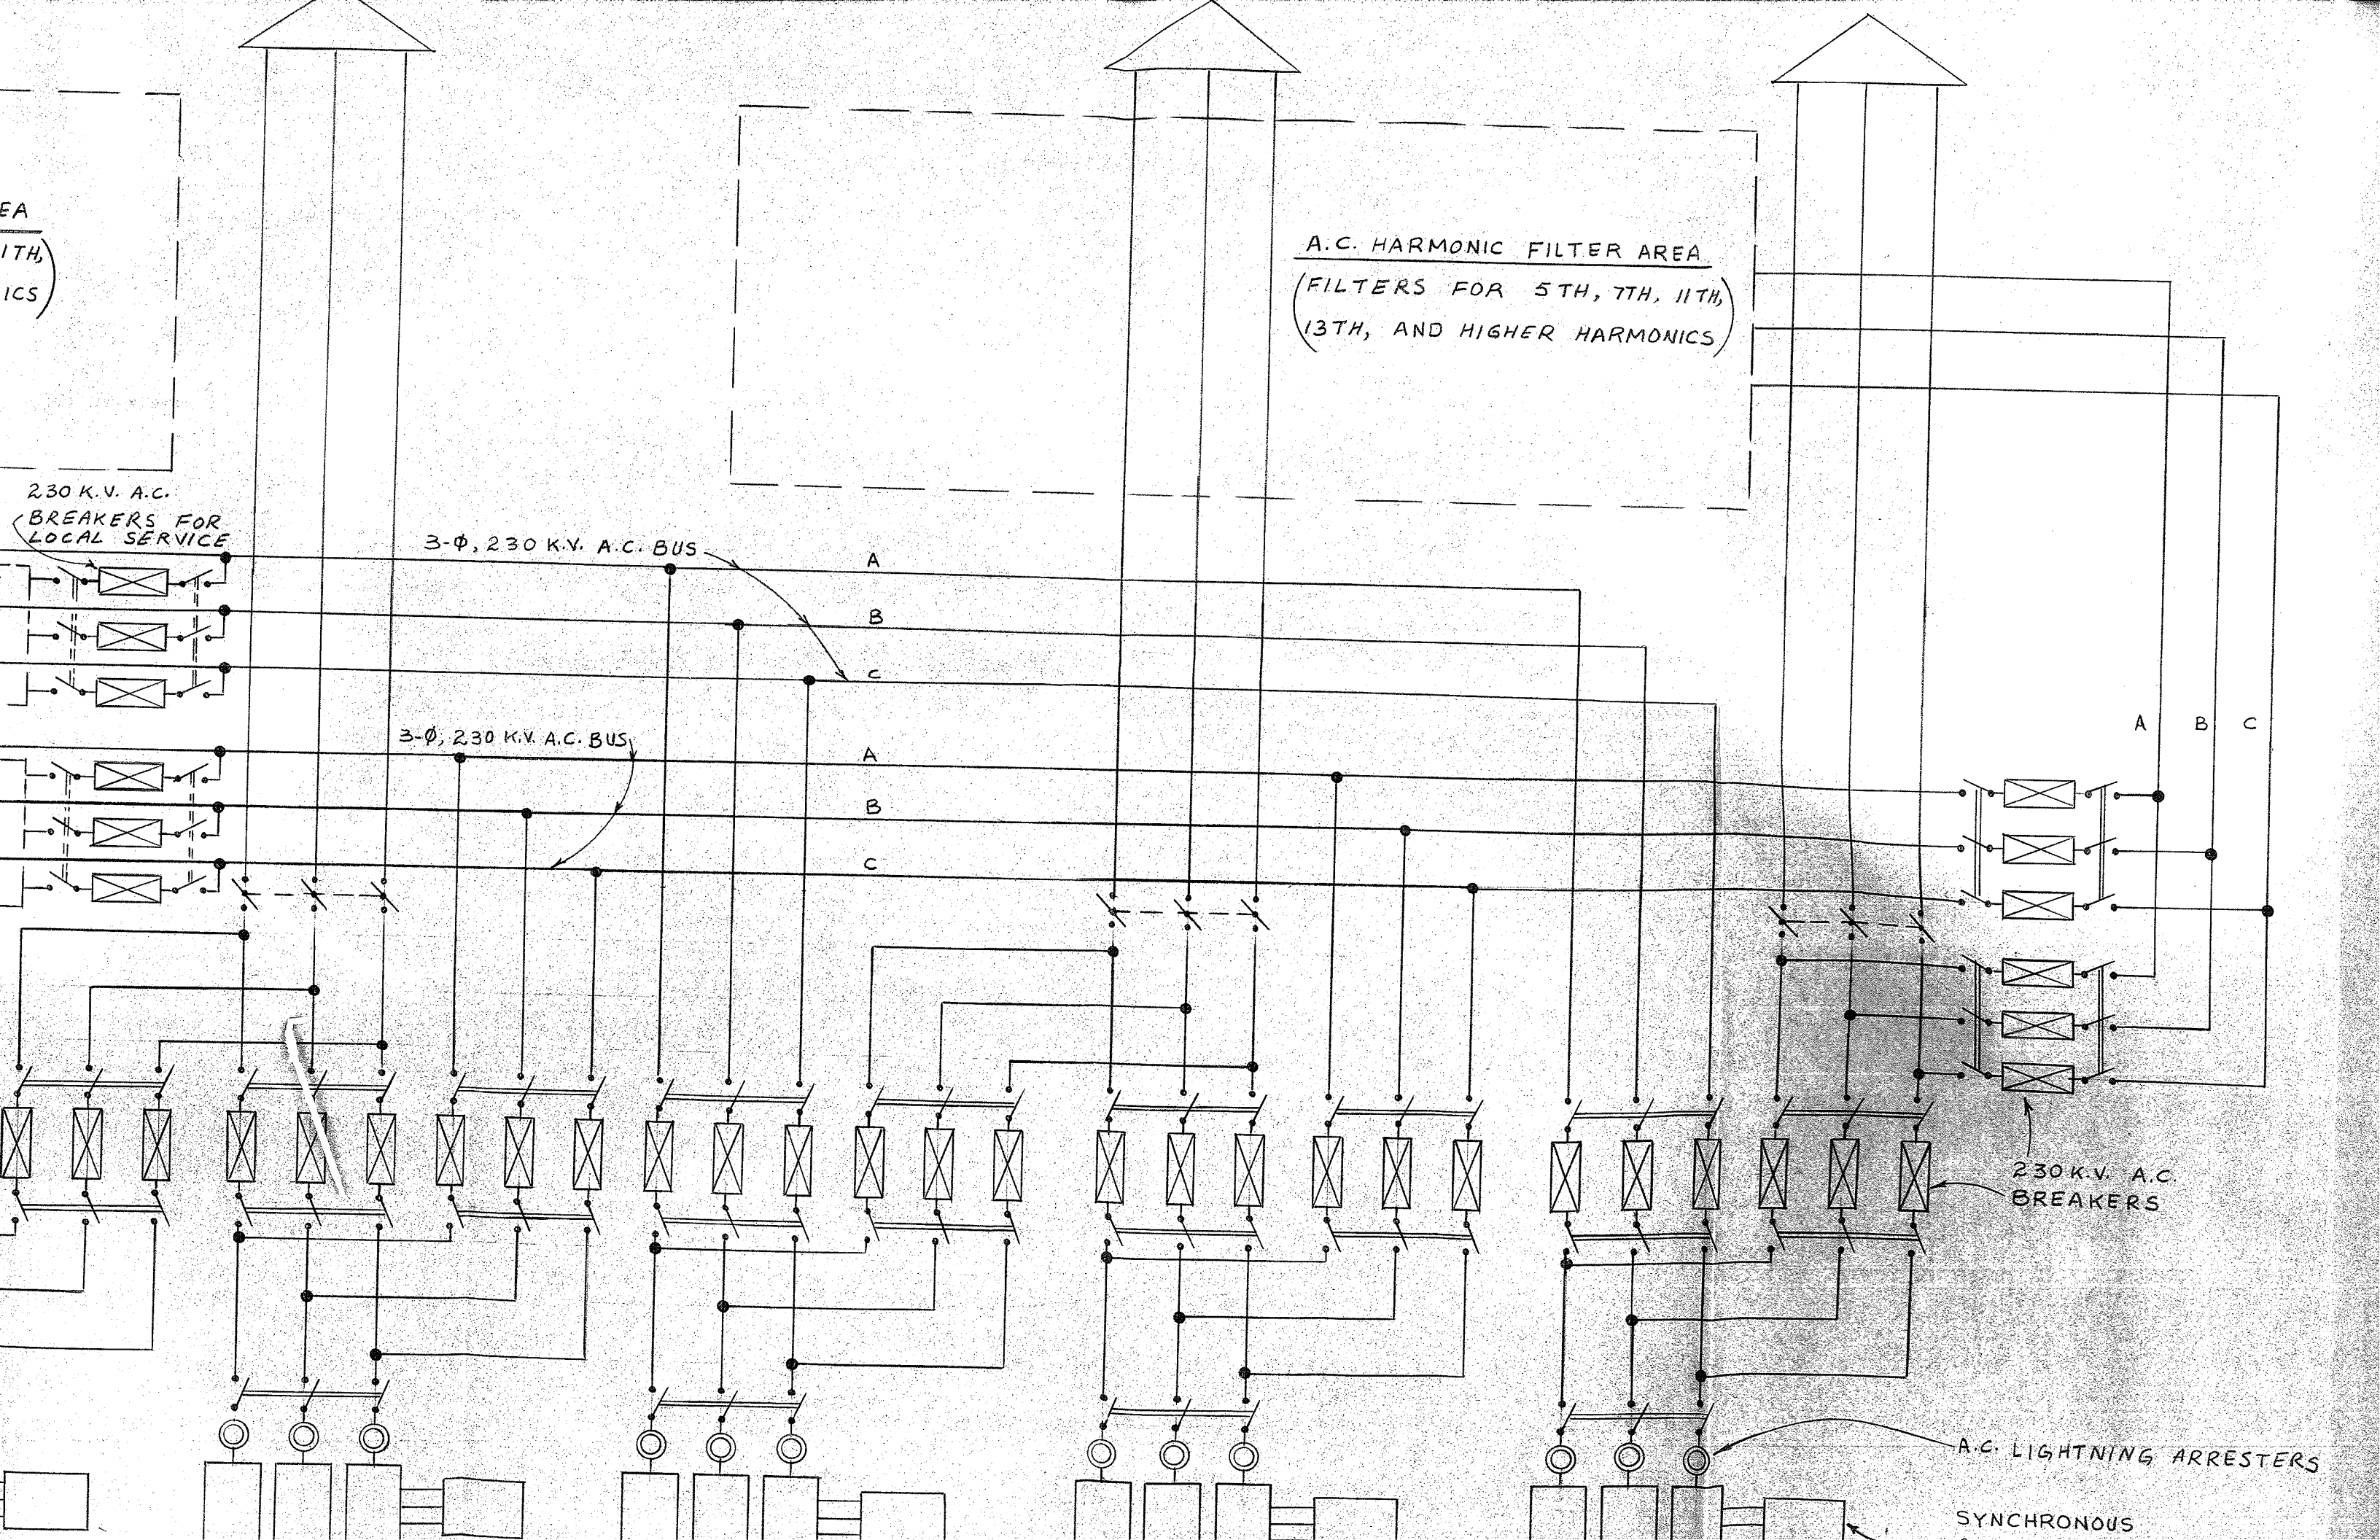 EA
1TH,
ICS)
A.C. HARMONIC FILTER AREA
(FILTERS FOR 5TH, 7TH, 11TH,
13TH, AND HIGHER HARMONICS)
230 K.V. A.C.
BREAKERS FOR
LOCAL SERVICE
3-Ø, 230 K.V. A.C. BUS
A
B
C
3-Ø, 230 K.V. A.C. BUS
A
B
C
A B C
230 K.V. A.C.
BREAKERS
A.C. LIGHTNING ARRESTERS
SYNCHRONOUS